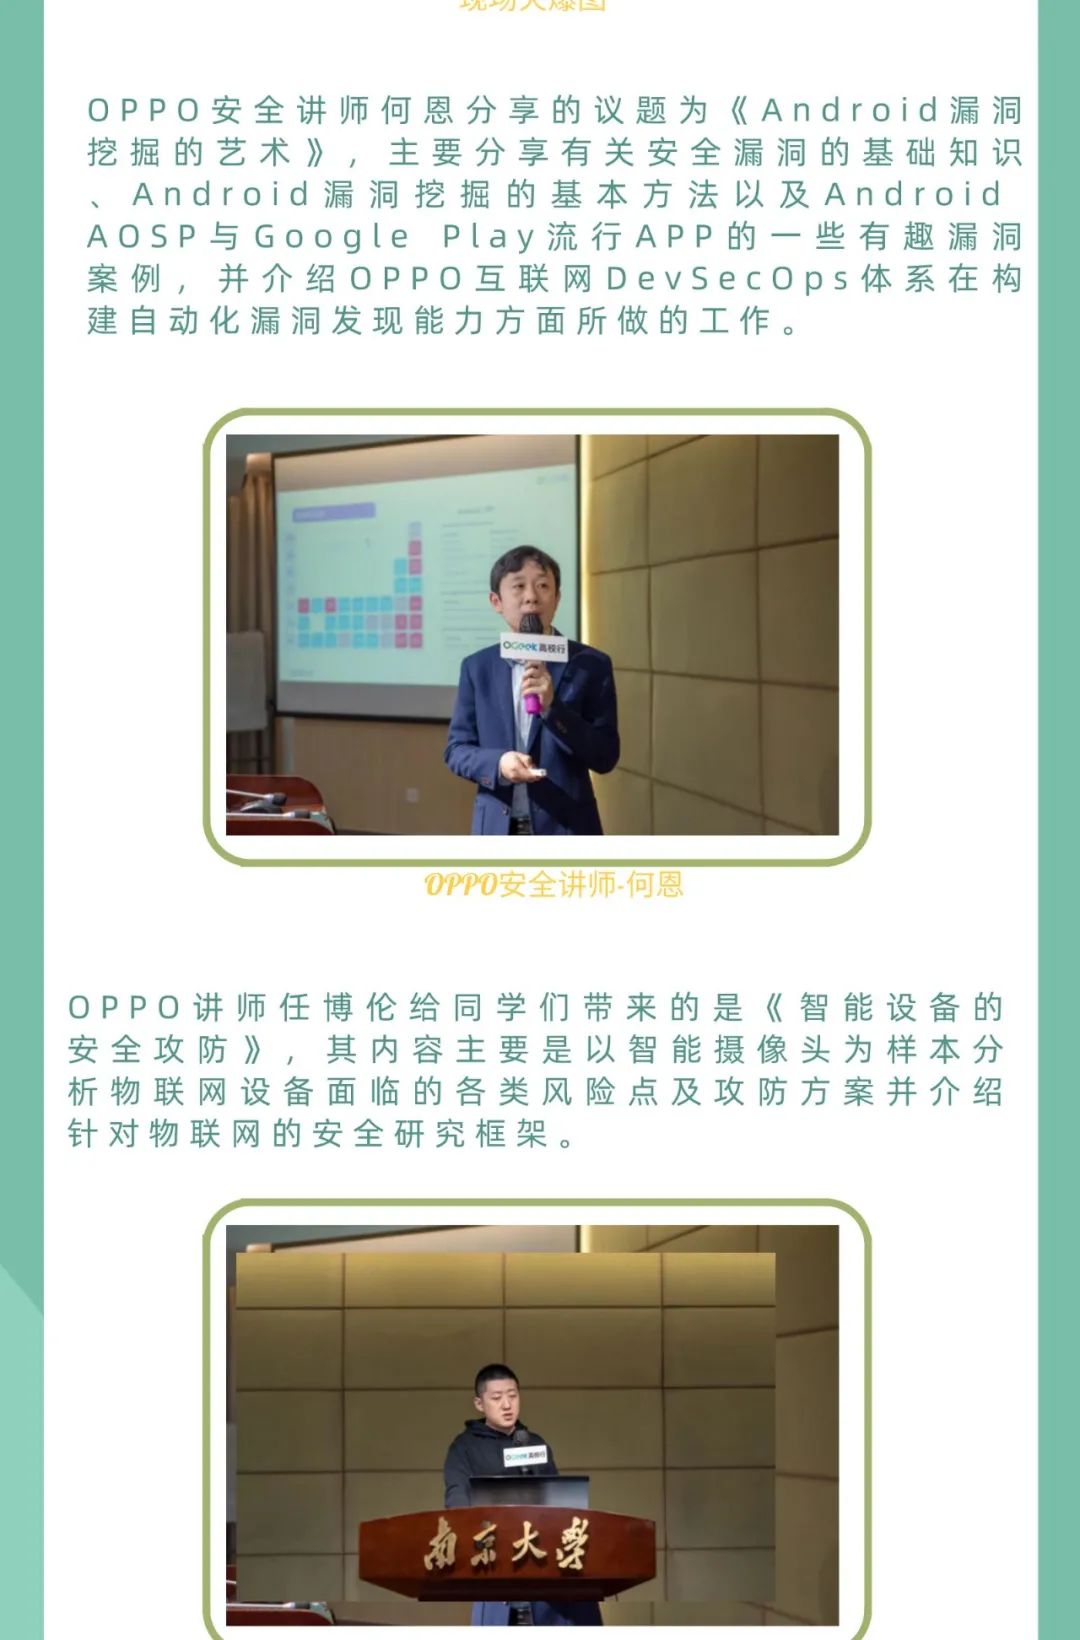 现场火爆图
OPPO安全讲师何恩分享的议题为《Android漏洞
挖掘的艺术》，主要分享有关安全漏洞的基础知识
、Android漏洞挖掘的基本方法以及Android
AOSP与Google Play流行APP的一些有趣漏洞
案例，并介绍OPPO互联网DevSecOps体系在构
建自动化漏洞发现能力方面所做的工作。
OGeek高校行
OPPO安全讲师-何恩
OPPO讲师任博伦给同学们带来的是《智能设备的
安全攻防》，其内容主要是以智能摄像头为样本分
析物联网设备面临的各类风险点及攻防方案并介绍
针对物联网的安全研究框架。
OGeek高校行
南京大学